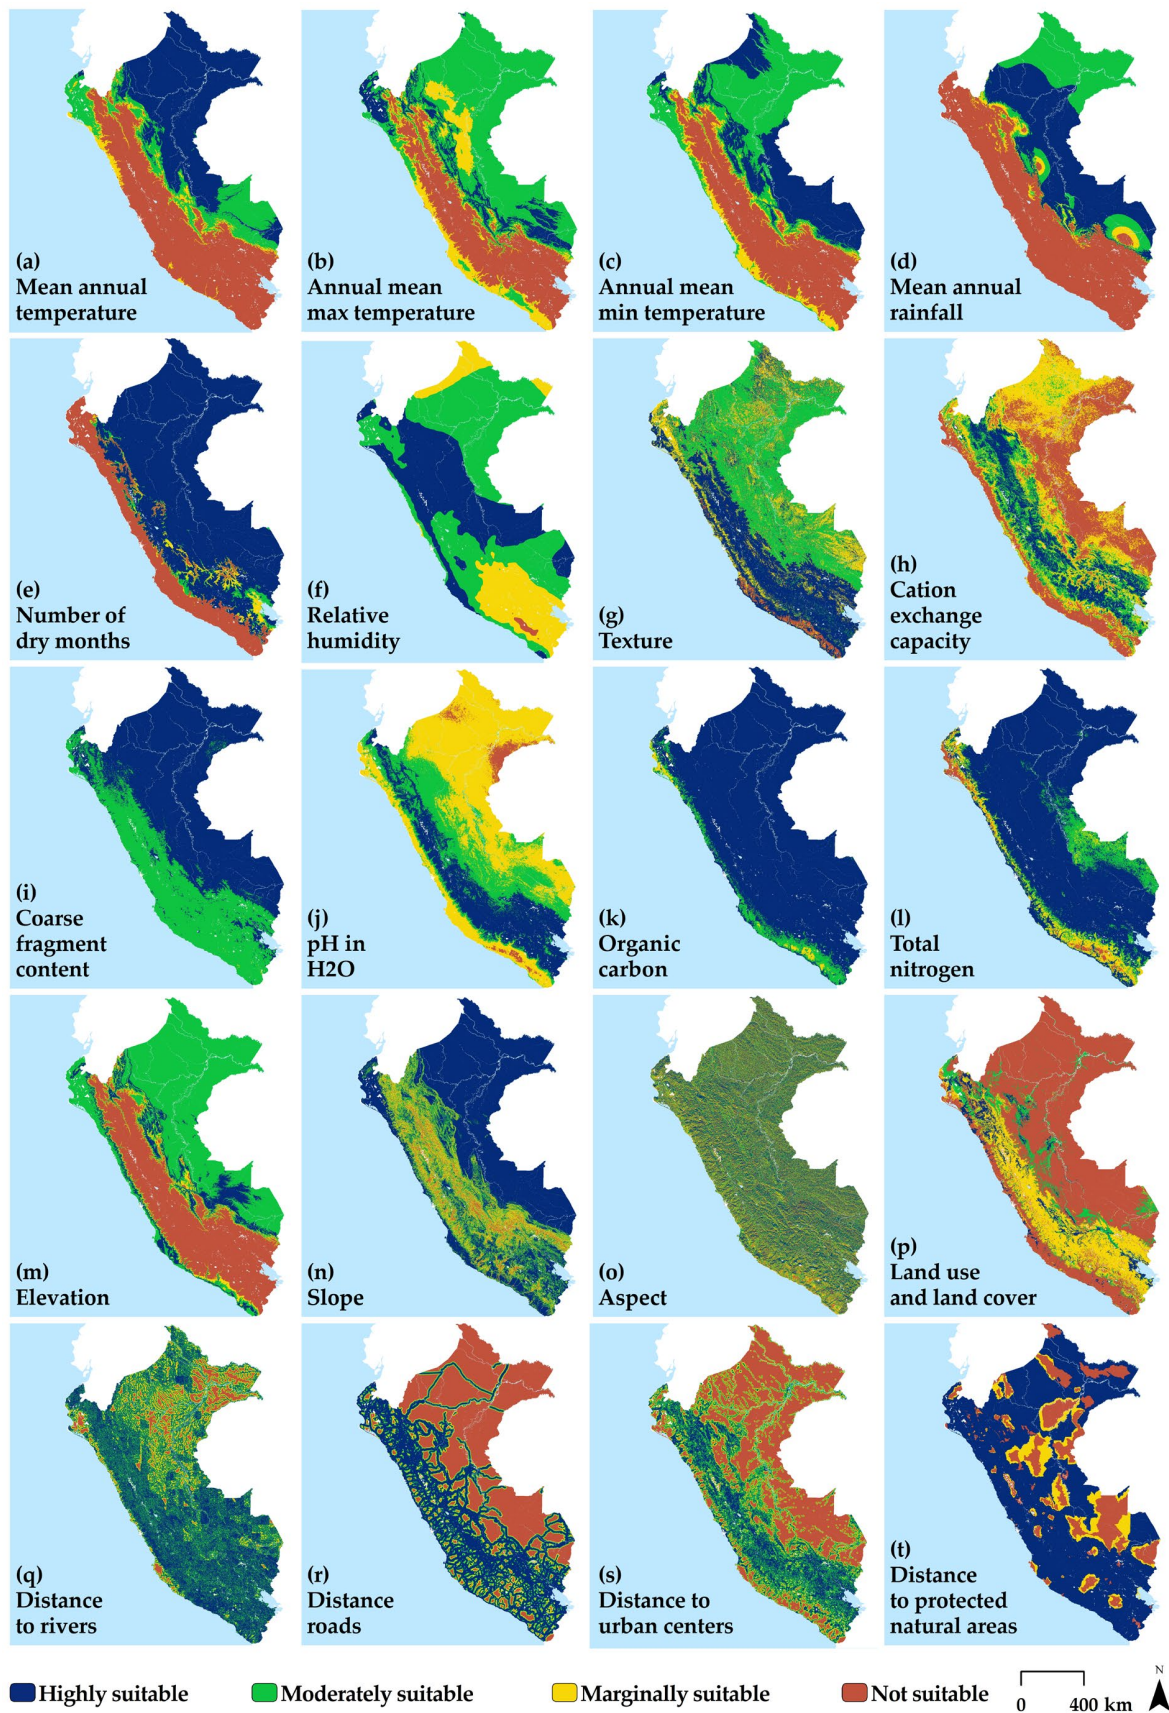 (a)
Mean annual
temperature
(b)
Annual mean
max temperature
(c)
Annual mean
min temperature
(d)
Mean annual
rainfall
(e)
Number of
dry months
(f)
Relative
humidity
(g)
Texture
(h)
Cation
exchange
capacity
(i)
Coarse
fragment
content
(j)
pH in
H2O
(k)
Organic
carbon
(l)
Total
nitrogen
(m)
Elevation
(n)
Slope
(o)
Aspect
(p)
Land use
and land cover
(q)
Distance
to rivers
(r)
Distance
roads
(s)
Distance to
urban centers
(t)
Distance
to protected
natural areas
Highly suitable
Moderately suitable
Marginally suitable
Not suitable
0 400 km
N